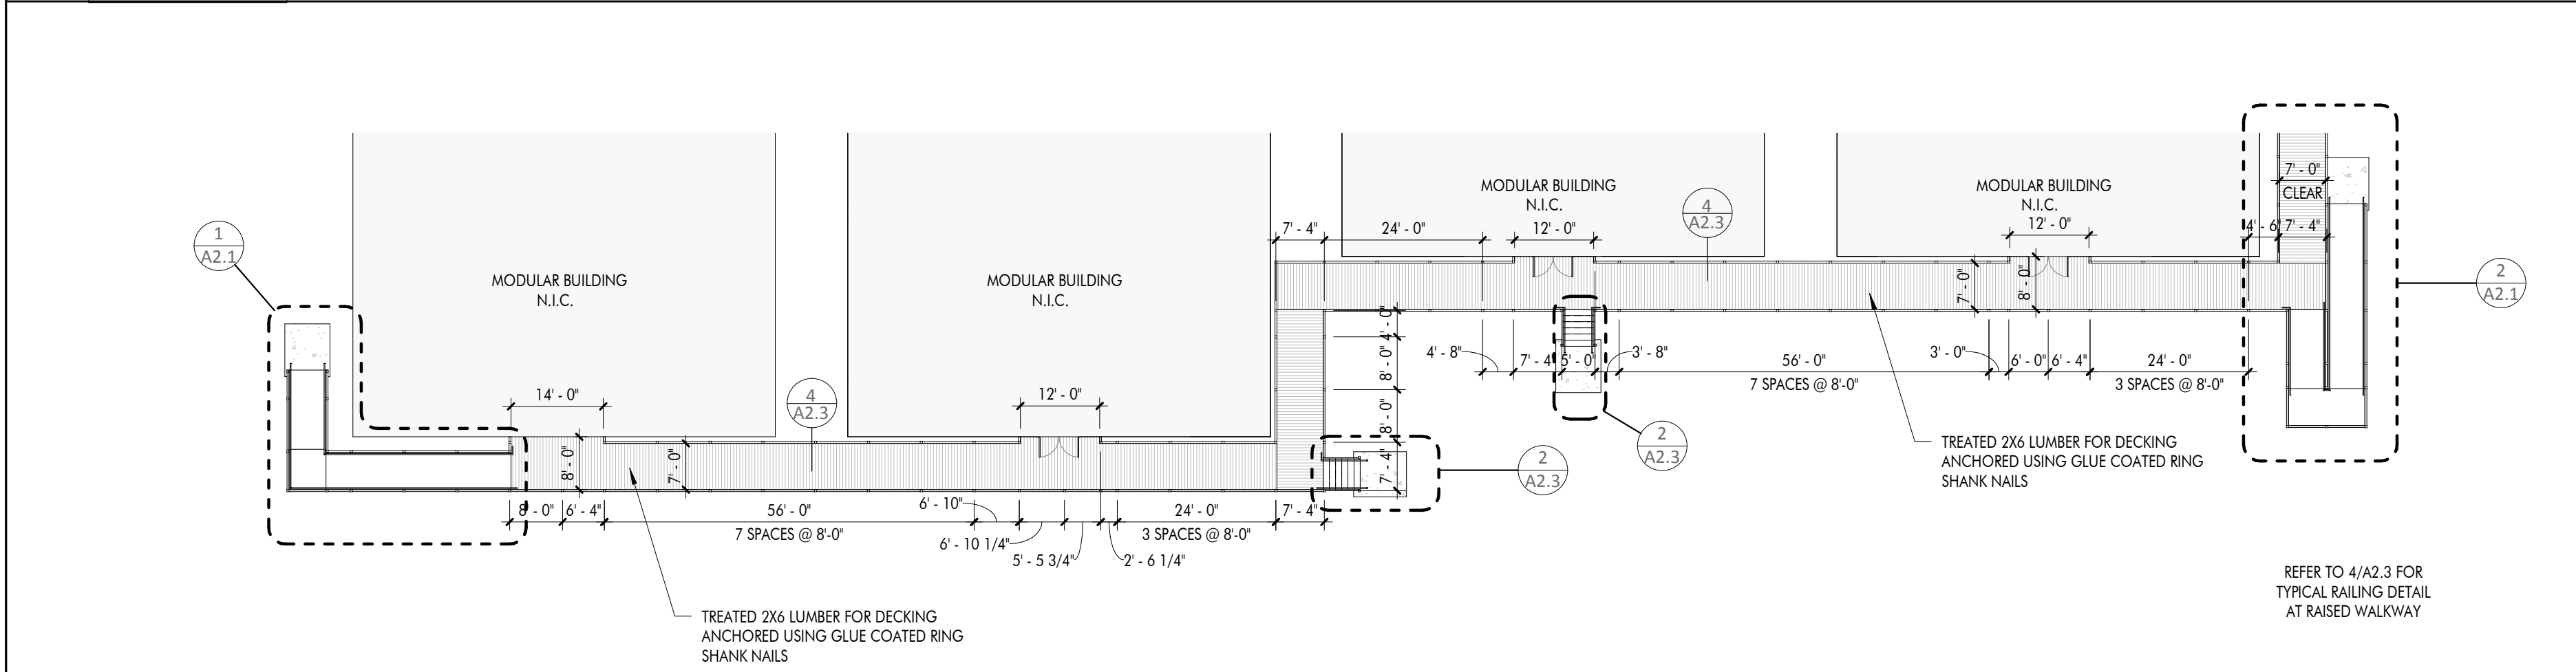 MODULAR BUILDING
N.I.C.
MODULAR BUILDING
N.I.C.
7' - 0"
CLEAR
4
A2.3
7' - 4"
24' - 0"
12' - 0"
12' - 0"
4' - 6"
7' - 4"
1
A2.1
MODULAR BUILDING
N.I.C.
MODULAR BUILDING
N.I.C.
7' - 0"
8' - 0"
2
A2.1
4' - 0"
8' - 0"
8' - 0"
7' - 4"
4' - 8"
7' - 4"
5' - 0"
3' - 8"
56' - 0"
7 SPACES @ 8'-0"
3' - 0"
6' - 0"
6' - 4"
24' - 0"
3 SPACES @ 8'-0"
14' - 0"
4
A2.3
12' - 0"
2
A2.3
2
A2.3
TREATED 2X6 LUMBER FOR DECKING
ANCHORED USING GLUE COATED RING
SHANK NAILS
8' - 0"
7' - 0"
8' - 0"
6' - 4"
56' - 0"
7 SPACES @ 8'-0"
6' - 10"
6' - 10 1/4"
5' - 5 3/4"
2' - 6 1/4"
24' - 0"
3 SPACES @ 8'-0"
7' - 4"
REFER TO 4/A2.3 FOR
TYPICAL RAILING DETAIL
AT RAISED WALKWAY
TREATED 2X6 LUMBER FOR DECKING
ANCHORED USING GLUE COATED RING
SHANK NAILS